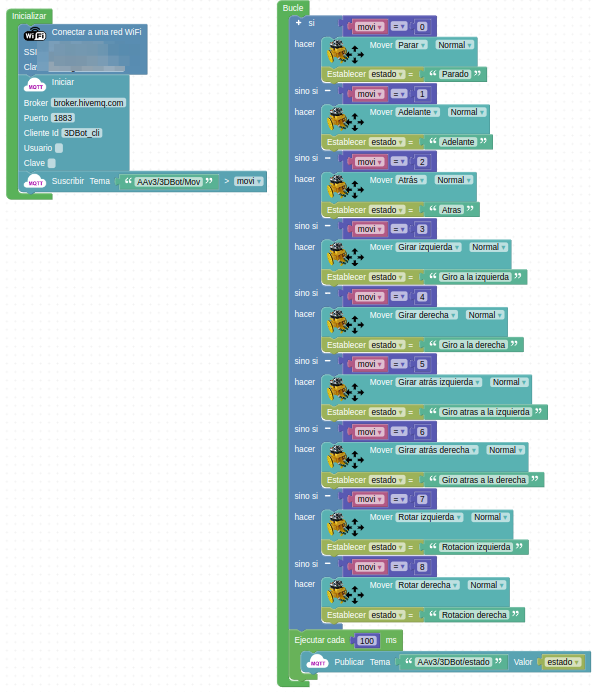 Inicializar
WiFi Conectar a una red WiFi
SSI
Cla
MQTT Iniciar
Broker broker.hivemq.com
Puerto 1883
Cliente Id 3DBot_cli
Usuario
Clave
MQTT Suscribir Tema “ AAv3/3DBot/Mov ” > movi
Bucle
+ si movi = 0
hacer Mover Parar Normal
Establecer estado = “ Parado ”
sino si − movi = 1
hacer Mover Adelante Normal
Establecer estado = “ Adelante ”
sino si − movi = 2
hacer Mover Atrás Normal
Establecer estado = “ Atras ”
sino si − movi = 3
hacer Mover Girar izquierda Normal
Establecer estado = “ Giro a la izquierda ”
sino si − movi = 4
hacer Mover Girar derecha Normal
Establecer estado = “ Giro a la derecha ”
sino si − movi = 5
hacer Mover Girar atrás izquierda Normal
Establecer estado = “ Giro atras a la izquierda ”
sino si − movi = 6
hacer Mover Girar atrás derecha Normal
Establecer estado = “ Giro atras a la derecha ”
sino si − movi = 7
hacer Mover Rotar izquierda Normal
Establecer estado = “ Rotacion izquierda ”
sino si − movi = 8
hacer Mover Rotar derecha Normal
Establecer estado = “ Rotacion derecha ”
Ejecutar cada 100 ms
MQTT Publicar Tema “ AAv3/3DBot/estado ” Valor estado